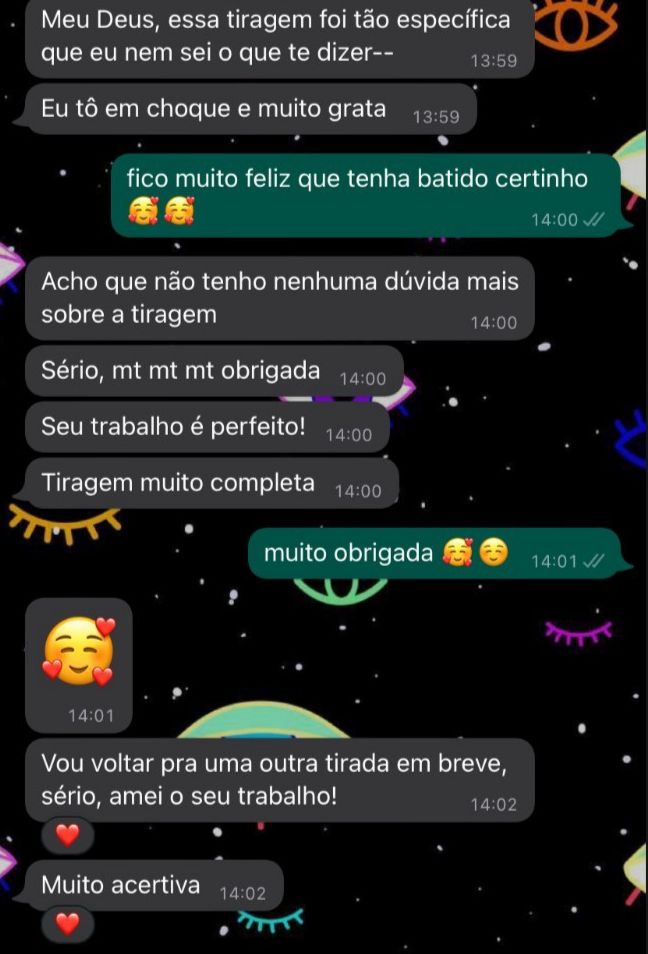 Meu Deus, essa tiragem foi tão específica
que eu nem sei o que te dizer--
13:59
Eu tô em choque e muito grata
13:59
fico muito feliz que tenha batido certinho
🥰🥰
14:00
Acho que não tenho nenhuma dúvida mais
sobre a tiragem
14:00
Sério, mt mt mt obrigada
14:00
Seu trabalho é perfeito!
14:00
Tiragem muito completa
14:00
muito obrigada 🥰☺️
14:01
🥰
14:01
Vou voltar pra uma outra tirada em breve,
sério, amei o seu trabalho!
14:02
❤️
Muito acertiva
14:02
❤️